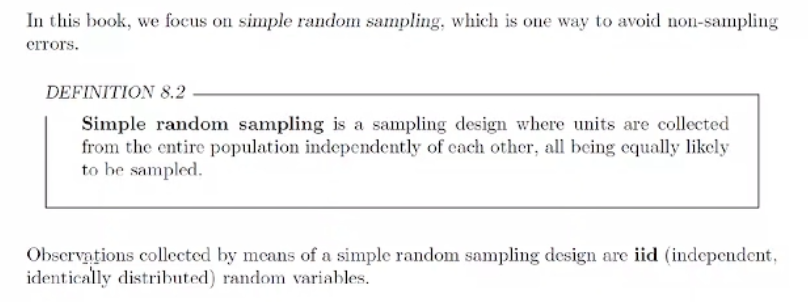 In this book, we focus on simple random sampling, which is one way to avoid non-sampling
errors.
DEFINITION 8.2
Simple random sampling is a sampling design where units are collected
from the entire population independently of each other, all being equally likely
to be sampled.
Observations collected by means of a simple random sampling design are iid (independent,
identically distributed) random variables.